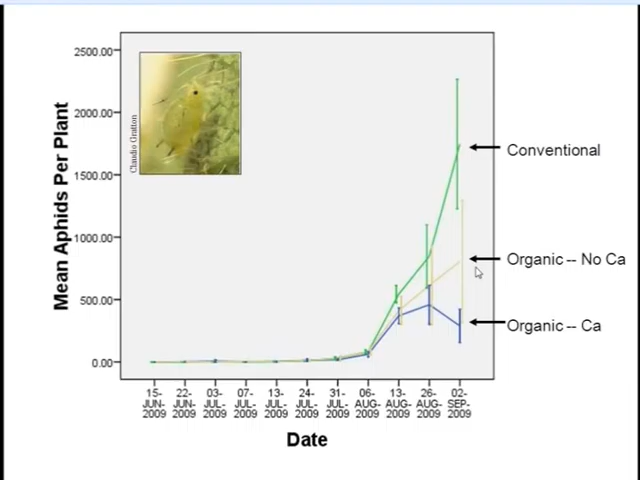 2500.00
2000.00
1500.00
1000.00
500.00
0.00
Mean Aphids Per Plant
Claudio Gratton
Conventional
Organic -- No Ca
Organic -- Ca
15-
JUN-
2009
22-
JUN-
2009
03-
JUL-
2009
07-
JUL-
2009
13-
JUL-
2009
24-
JUL-
2009
31-
JUL-
2009
06-
AUG-
2009
13-
AUG-
2009
26-
AUG-
2009
02-
SEP-
2009
Date